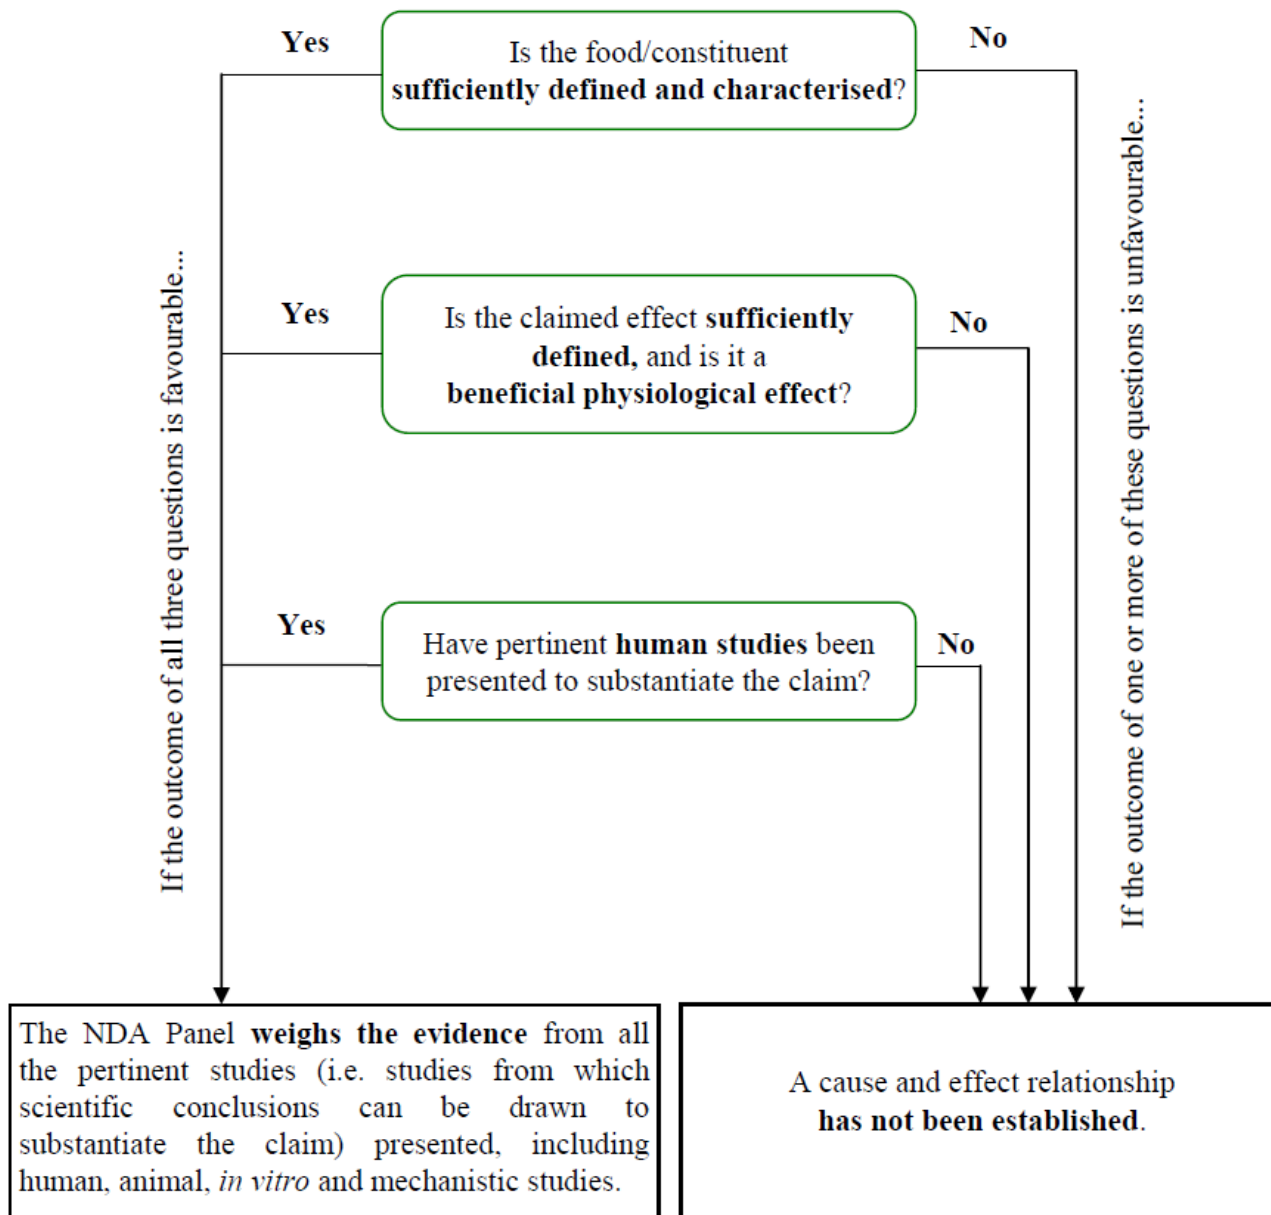 Yes
Is the food/constituent
sufficiently defined and characterised?
No
If the outcome of all three questions is favourable...
If the outcome of one or more of these questions is unfavourable...
Yes
Is the claimed effect sufficiently
defined, and is it a
beneficial physiological effect?
No
Yes
Have pertinent human studies been
presented to substantiate the claim?
No
The NDA Panel weighs the evidence from all
the pertinent studies (i.e. studies from which
scientific conclusions can be drawn to
substantiate the claim) presented, including
human, animal, in vitro and mechanistic studies.
A cause and effect relationship
has not been established.